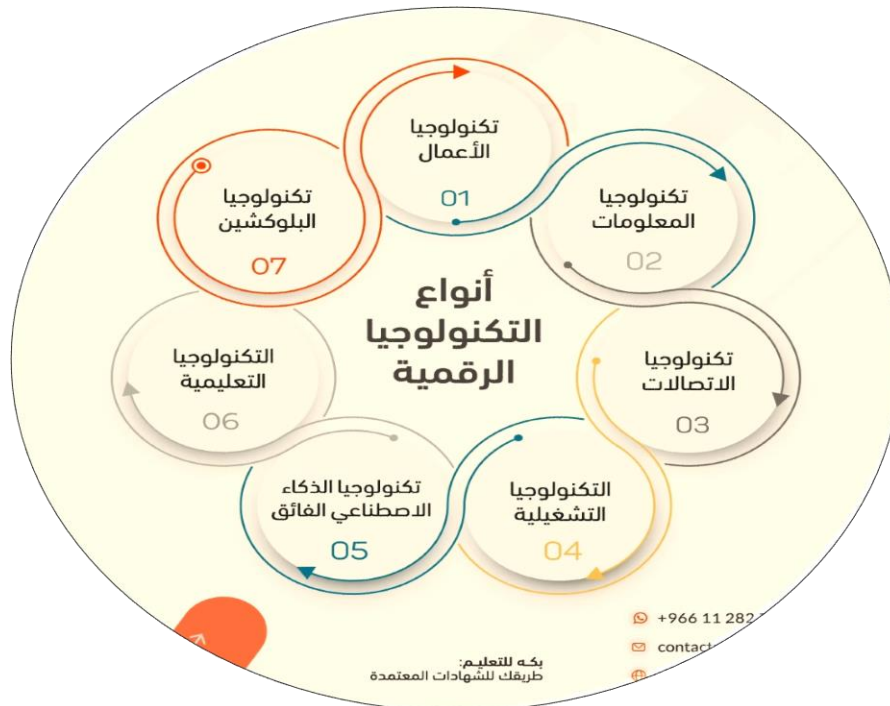 أنواع
التكنولوجيا
الرقمية
تكنولوجيا
الأعمال
01
تكنولوجيا
المعلومات
02
تكنولوجيا
الاتصالات
03
التكنولوجيا
التشغيلية
04
تكنولوجيا الذكاء
الاصطناعي الفائق
05
التكنولوجيا
التعليمية
06
تكنولوجيا
البلوكشين
07
بكه للتعليم:
طريقك للشهادات المعتمدة
+966 11 282
contact